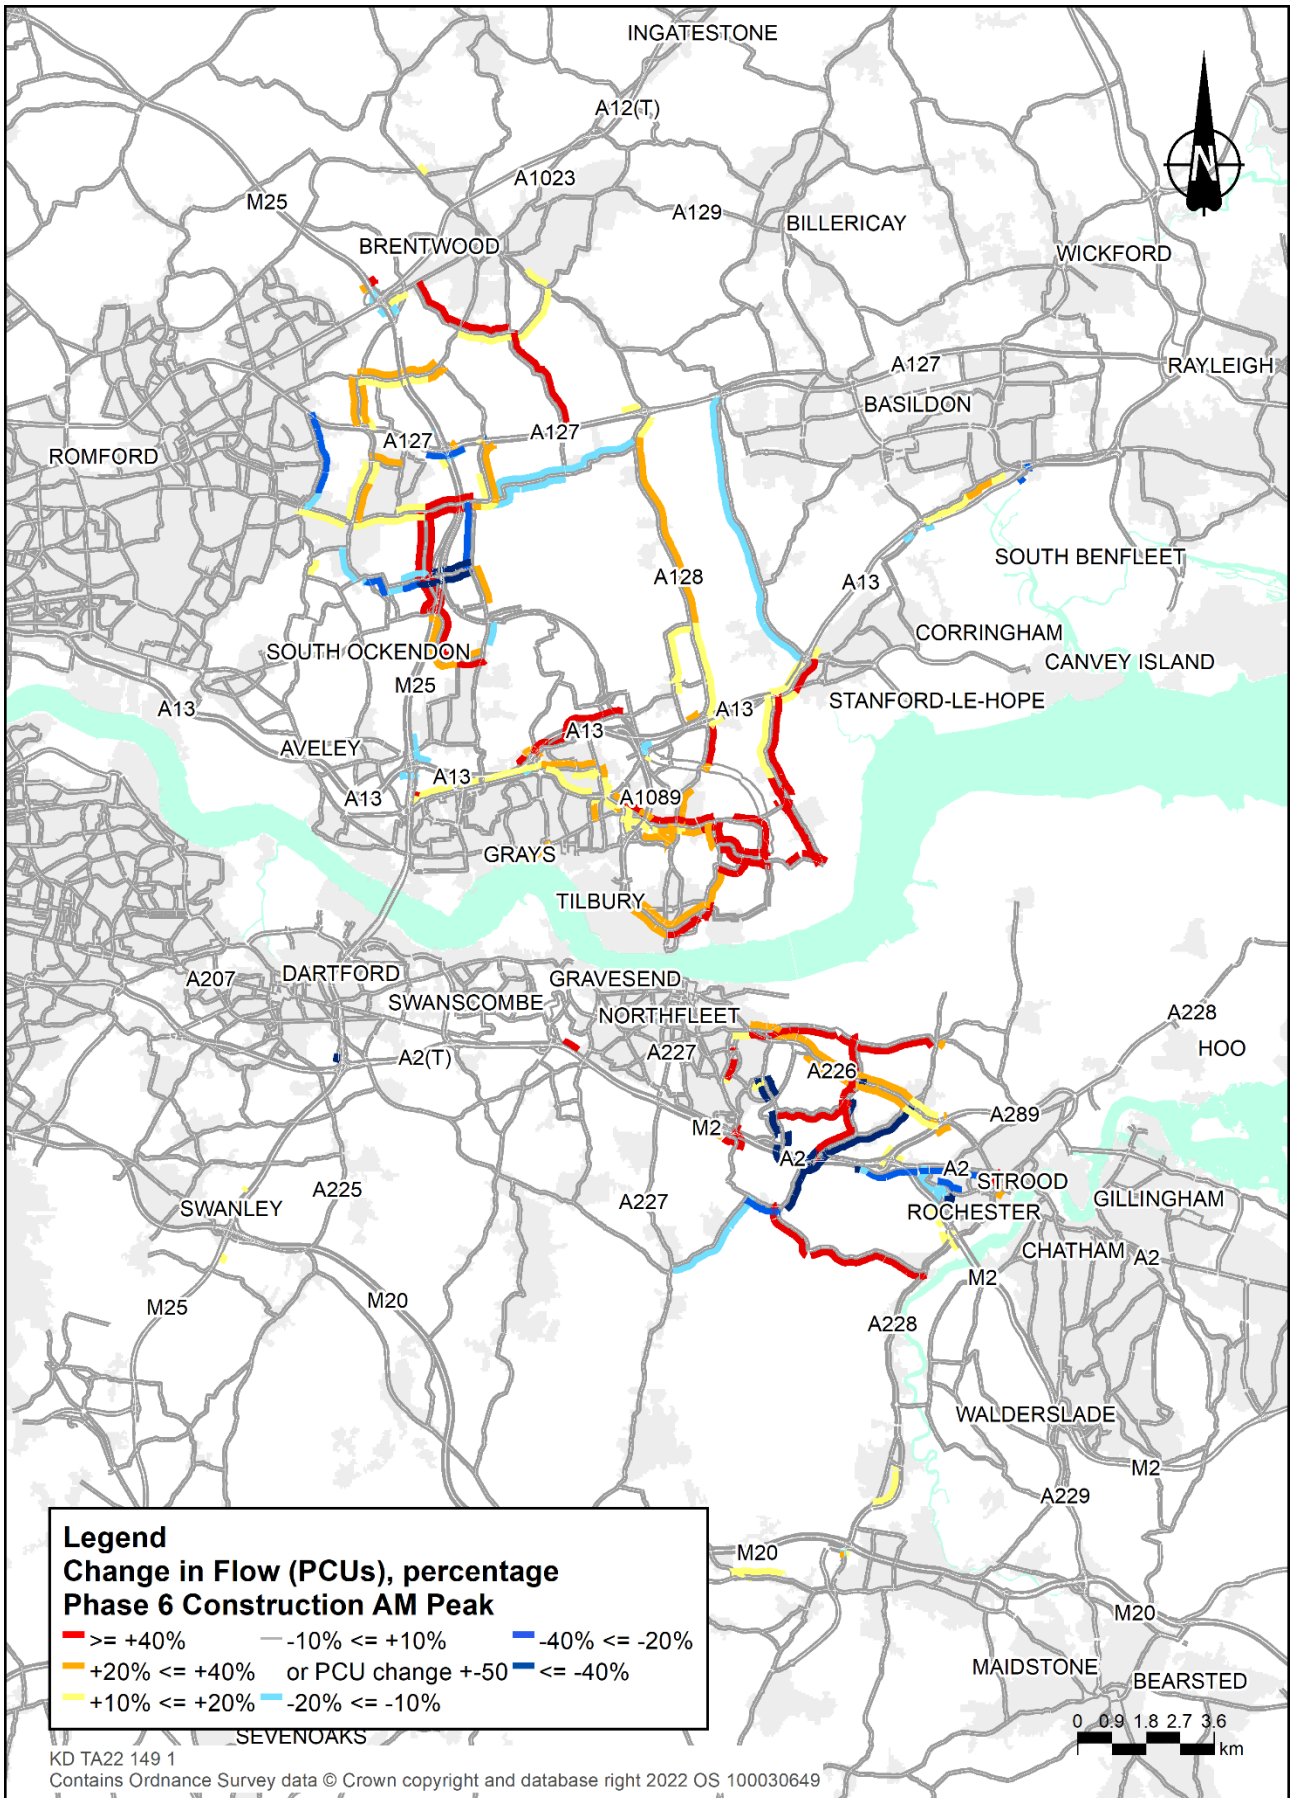 INGATESTONE
A12(T)
A1023
M25
A129
BILLERICAY
BRENTWOOD
WICKFORD
N
A127
RAYLEIGH
BASILDON
A127
A127
ROMFORD
SOUTH BENFLEET
A128
A13
CORRINGHAM
SOUTH OCKENDON
CANVEY ISLAND
M25
STANFORD-LE-HOPE
A13
A13
A13
AVELEY
A13
A13
A1089
GRAYS
TILBURY
A207
DARTFORD
GRAVESEND
SWANSCOMBE
NORTHFLEET
A228
HOO
A2(T)
A227
A226
A289
M2
A2
A2
STROOD
A225
SWANLEY
A227
GILLINGHAM
ROCHESTER
CHATHAM
A2
M2
M25
M20
A228
WALDERSLADE
M2
A229
M20
M20
MAIDSTONE
BEARSTED
Legend
Change in Flow (PCUs), percentage
Phase 6 Construction AM Peak
>= +40% -10% <= +10% -40% <= -20%
+20% <= +40% or PCU change +-50 <= -40%
+10% <= +20% -20% <= -10%
0 0.9 1.8 2.7 3.6
km
SEVENOAKS
KD TA22 149 1
Contains Ordnance Survey data © Crown copyright and database right 2022 OS 100030649